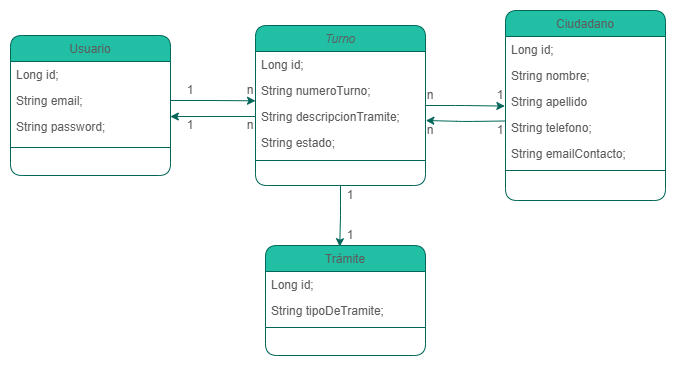 Usuario
Long id;
String email;
String password;
1
n
1
n
Turno
Long id;
String numeroTurno;
String descripcionTramite;
String estado;
n
1
n
1
Ciudadano
Long id;
String nombre;
String apellido
String telefono;
String emailContacto;
1
1
Trámite
Long id;
String tipoDeTramite;